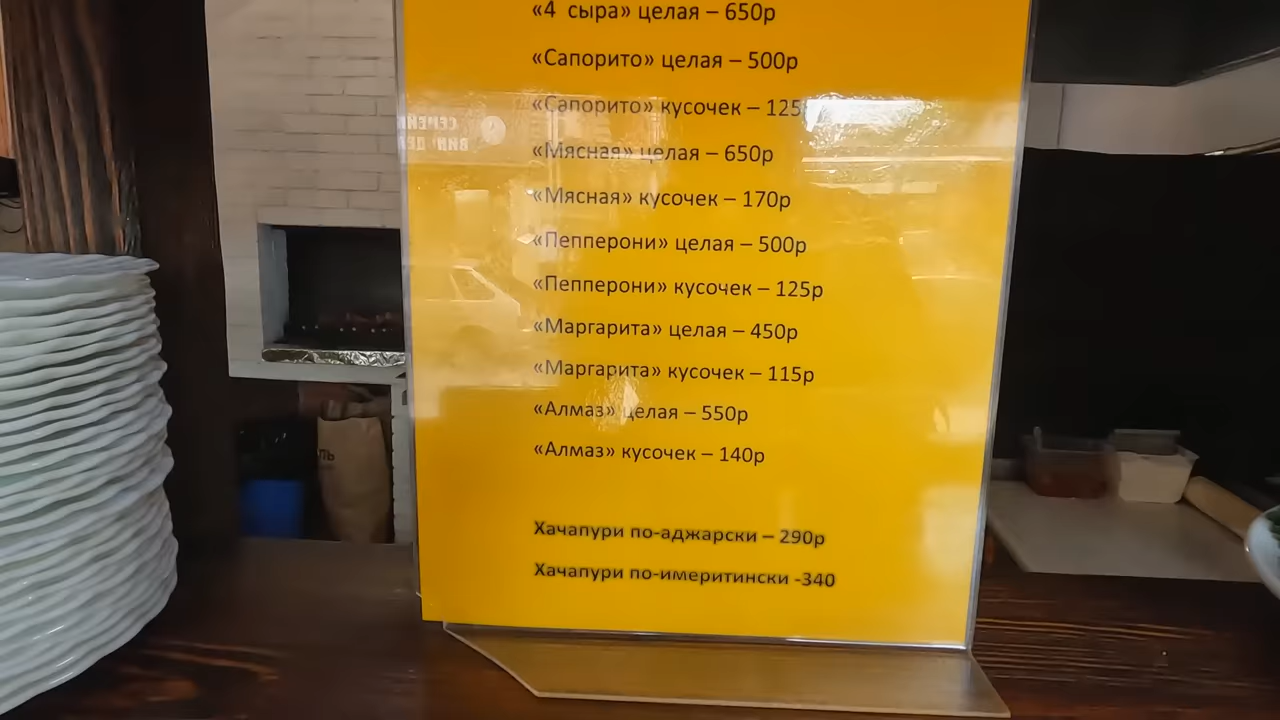 «4 сыра» целая – 650р
«Сапорито» целая – 500р
«Сапорито» кусочек – 125
«Мясная» целая – 650р
«Мясная» кусочек – 170р
«Пепперони» целая – 500р
«Пепперони» кусочек – 125р
«Маргарита» целая – 450р
«Маргарита» кусочек – 115р
«Алмаз» целая – 550р
«Алмаз» кусочек – 140р
Хачапури по-аджарски – 290р
Хачапури по-имеритински -340